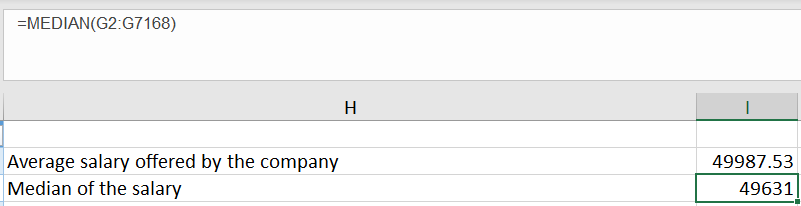 =MEDIAN(G2:G7168)
H I
Average salary offered by the company 49987.53
Median of the salary 49631